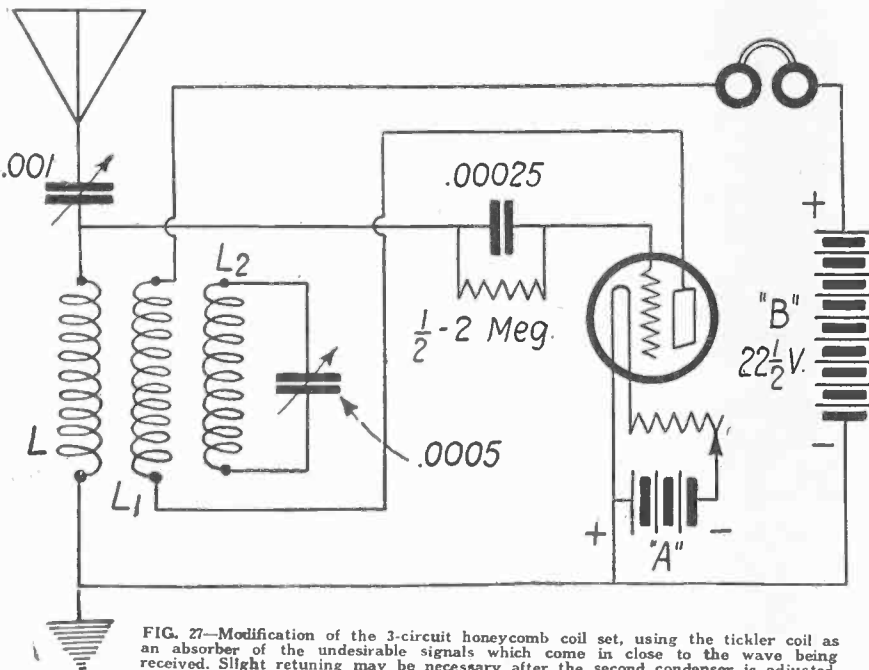 .001
.00025
L2
1/2 - 2 Meg.
+
"B"
22 1/2 V.
L
L1
.0005
-
+
-
"A"
FIG. 27—Modification of the 3-circuit honeycomb coil set, using the tickler coil as
an absorber of the undesirable signals which come in close to the wave being
received. Slight retuning may be necessary after the second condenser is adjusted.